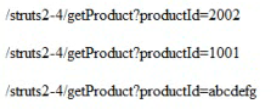 /struts2-4/getProduct?productId=2002
/struts2-4/getProduct?productId=1001
/struts2-4/getProduct?productId=abcdefg